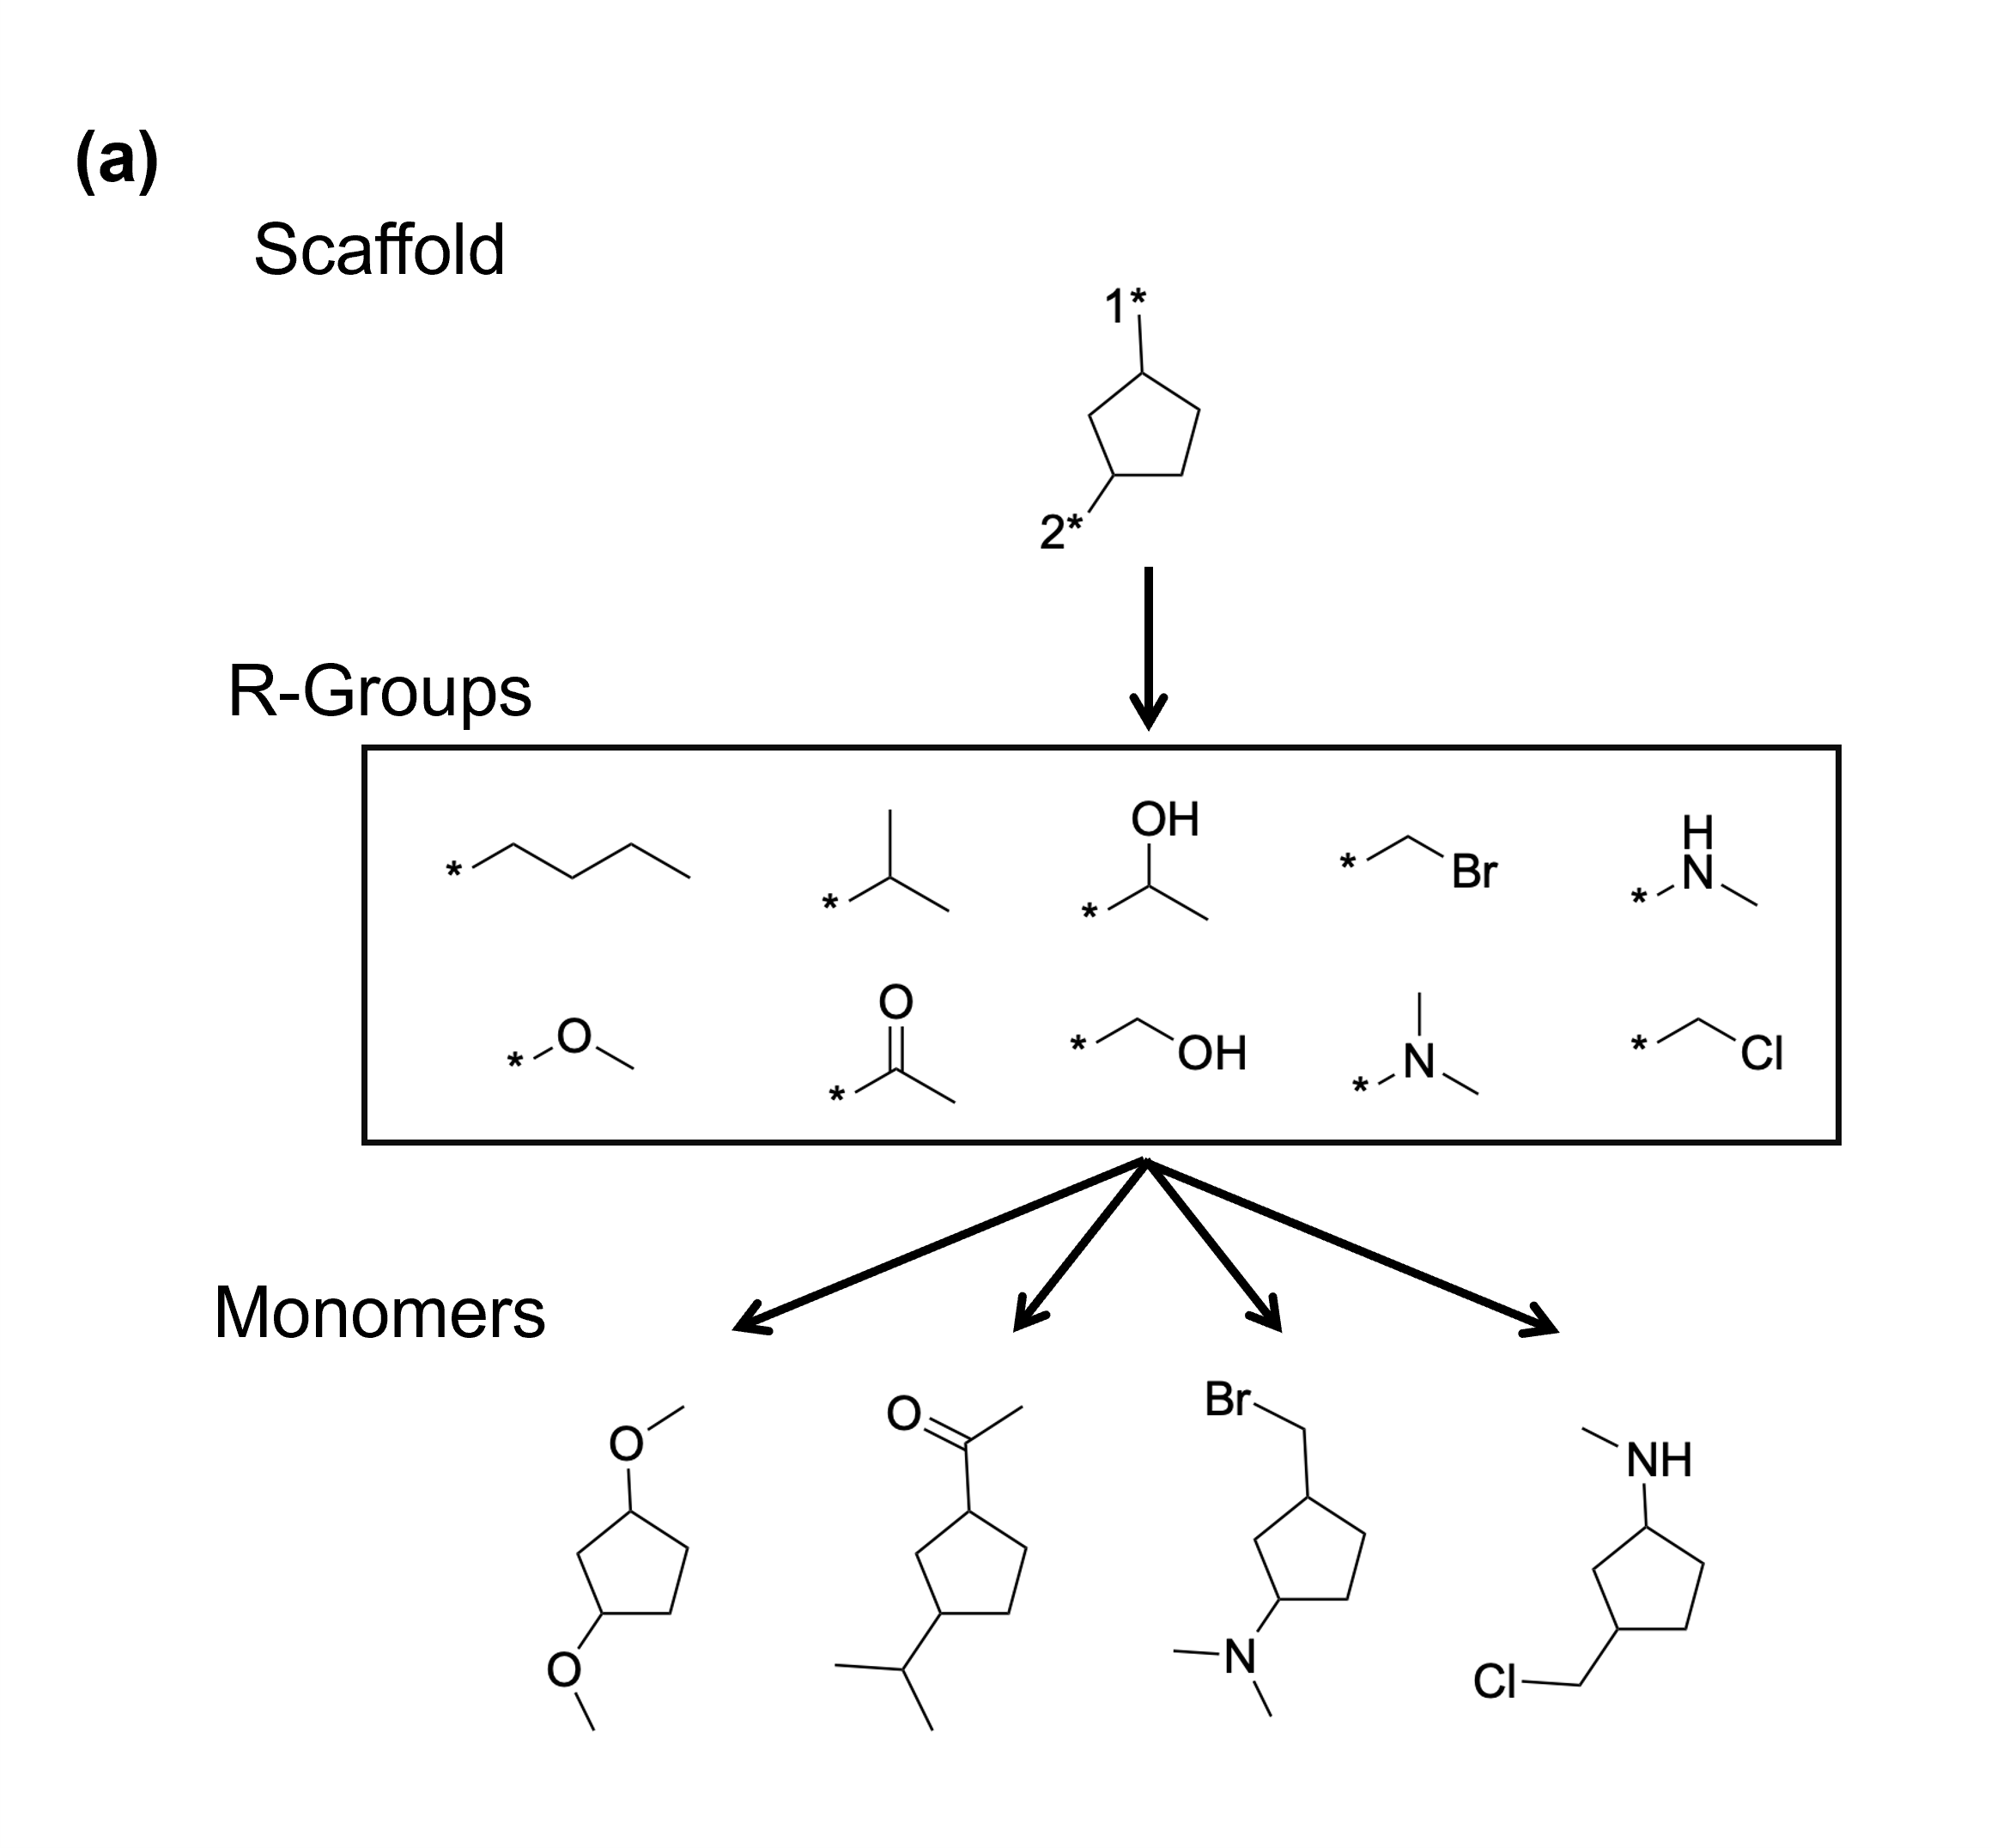 (a)
Scaffold
1*
2*
R-Groups
OH
H
* * * * Br * N
O
* O * * OH * N * Cl
Monomers
O Br
O NH
O N Cl